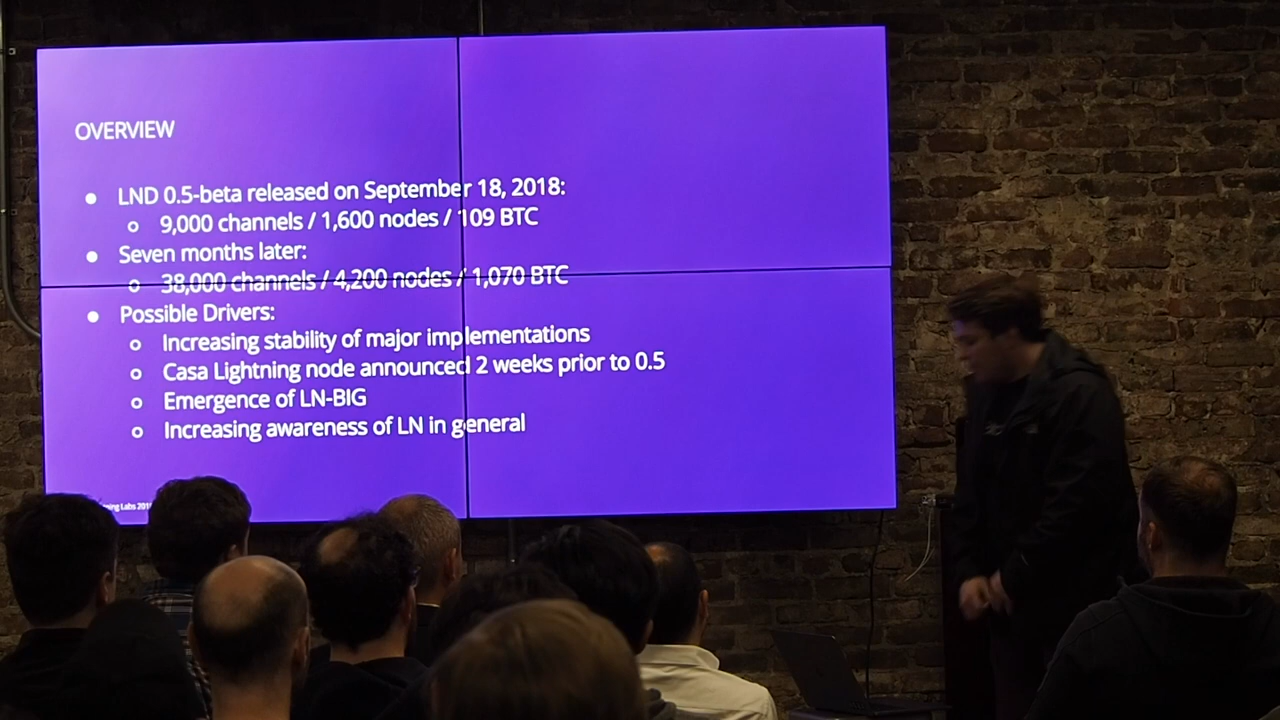 OVERVIEW
● LND 0.5-beta released on September 18, 2018:
○ 9,000 channels / 1,600 nodes / 109 BTC
● Seven months later:
○ 38,000 channels / 4,200 nodes / 1,070 BTC
● Possible Drivers:
○ Increasing stability of major implementations
○ Casa Lightning node announced 2 weeks prior to 0.5
○ Emergence of LN-BIG
○ Increasing awareness of LN in general
Labs